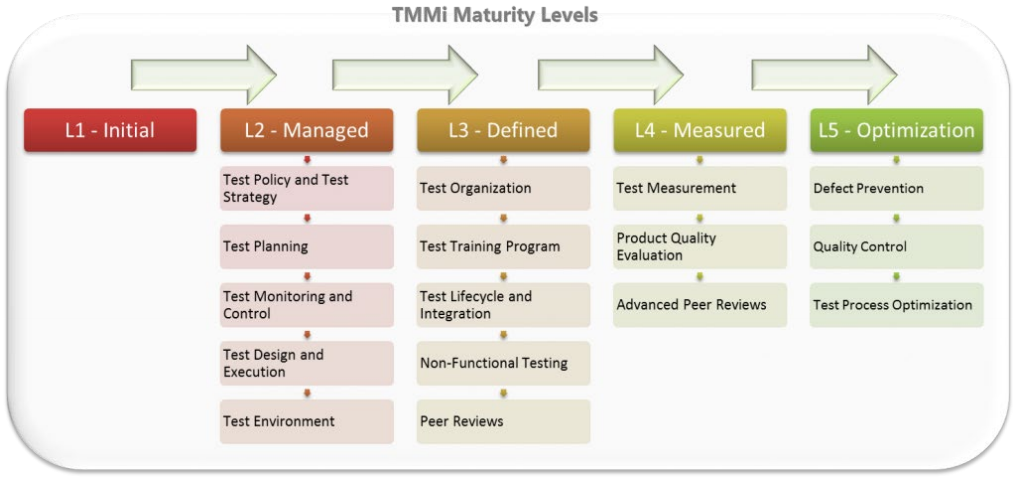 TMMi Maturity Levels
L1 - Initial
L2 - Managed
L3 - Defined
L4 - Measured
L5 - Optimization
Test Policy and Test
Strategy
Test Planning
Test Monitoring and
Control
Test Design and
Execution
Test Environment
Test Organization
Test Training Program
Test Lifecycle and
Integration
Non-Functional Testing
Peer Reviews
Test Measurement
Product Quality
Evaluation
Advanced Peer Reviews
Defect Prevention
Quality Control
Test Process Optimization